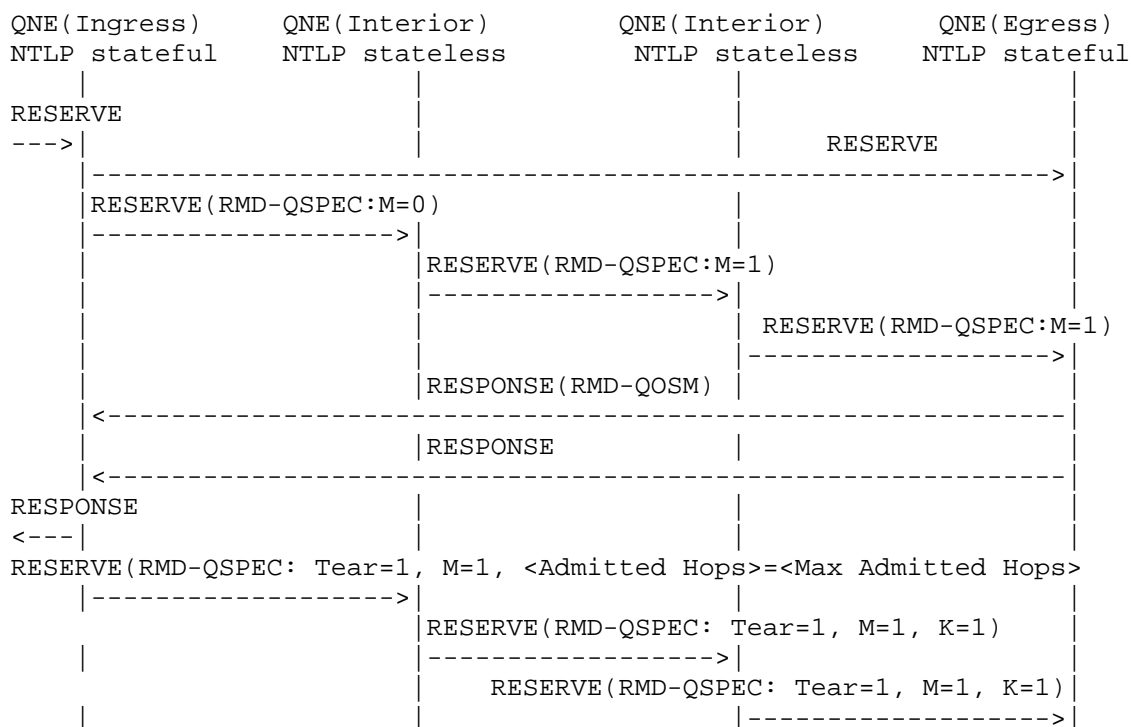 QNE(Ingress)     QNE(Interior)        QNE(Interior)       QNE(Egress)
NTLP stateful    NTLP stateless        NTLP stateless    NTLP stateful
RESERVE
--->|                    |                   |     RESERVE        |
    |------------------------------------------------------------>|
    |RESERVE(RMD-QSPEC:M=0)                  |                    |
    |------------------->|                   |                    |
    |                    |RESERVE(RMD-QSPEC:M=1)                  |
    |                    |------------------>|                    |
    |                    |                   | RESERVE(RMD-QSPEC:M=1)
    |                    |                   |------------------->|
    |                    |RESPONSE(RMD-QOSM) |                    |
    |<------------------------------------------------------------|
    |                    |RESPONSE           |                    |
    |<------------------------------------------------------------|
RESPONSE
<---|                    |                   |                    |
RESERVE(RMD-QSPEC: Tear=1, M=1, <Admitted Hops>=<Max Admitted Hops>
    |------------------->|                   |                    |
    |                    |RESERVE(RMD-QSPEC: Tear=1, M=1, K=1)
    |                    |------------------>|                    |
    |                    |    RESERVE(RMD-QSPEC: Tear=1, M=1, K=1)|
    |                    |                   |------------------->|